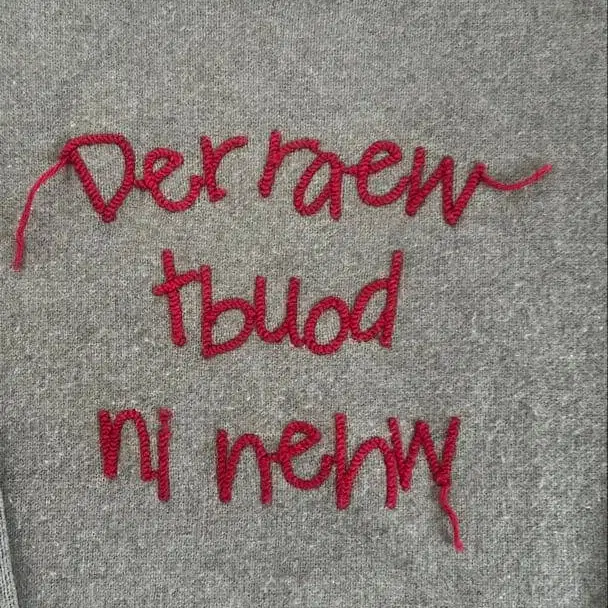 Der raew
tbuod
ni nehw